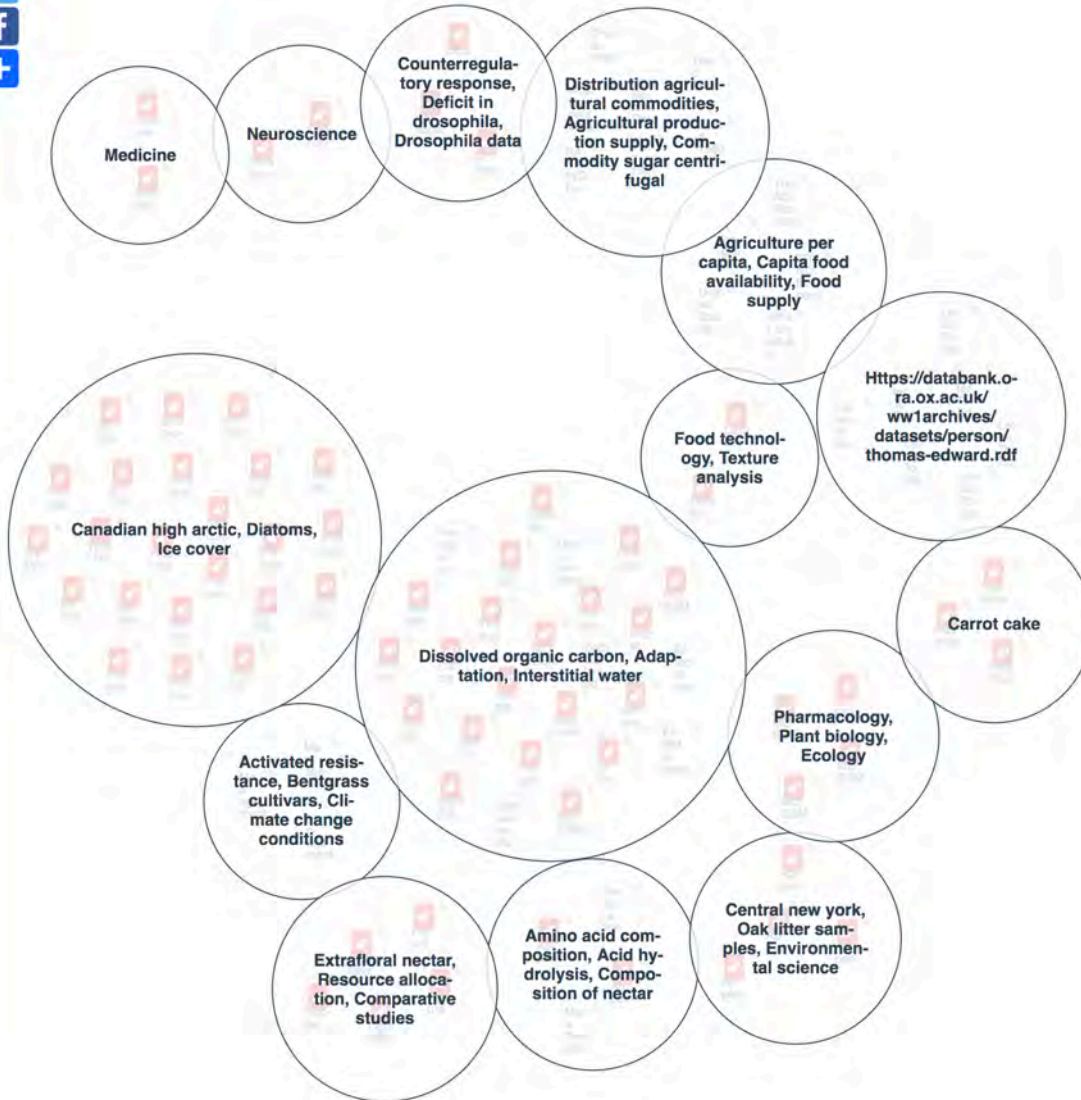 Medicine
Neuroscience
Counterregula-
tory response,
Deficit in
drosophila,
Drosophila data
Distribution agricul-
tural commodities,
Agricultural produc-
tion supply, Com-
modity sugar centri-
fugal
Agriculture per
capita, Capita food
availability, Food
supply
Https://databank.o-
ra.ox.ac.uk/
ww1archives/
datasets/person/
thomas-edward.rdf
Food technol-
ogy, Texture
analysis
Canadian high arctic, Diatoms,
Ice cover
Carrot cake
Dissolved organic carbon, Adap-
tation, Interstitial water
Pharmacology,
Plant biology,
Ecology
Activated resis-
tance, Bentgrass
cultivars, Cli-
mate change
conditions
Central new york,
Oak litter sam-
ples, Environmen-
tal science
Amino acid com-
position, Acid hy-
drolysis, Compo-
sition of nectar
Extrafloral nectar,
Resource alloca-
tion, Comparative
studies